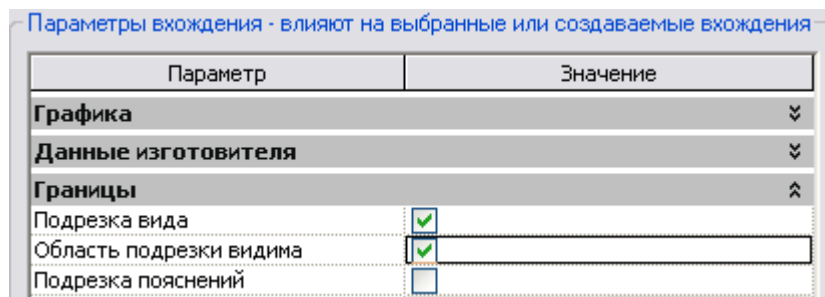 Параметры вхождения - влияют на выбранные или создаваемые вхождения
Параметр Значение
Графика
Данные изготовителя
Границы
Подрезка вида
Область подрезки видима
Подрезка пояснений